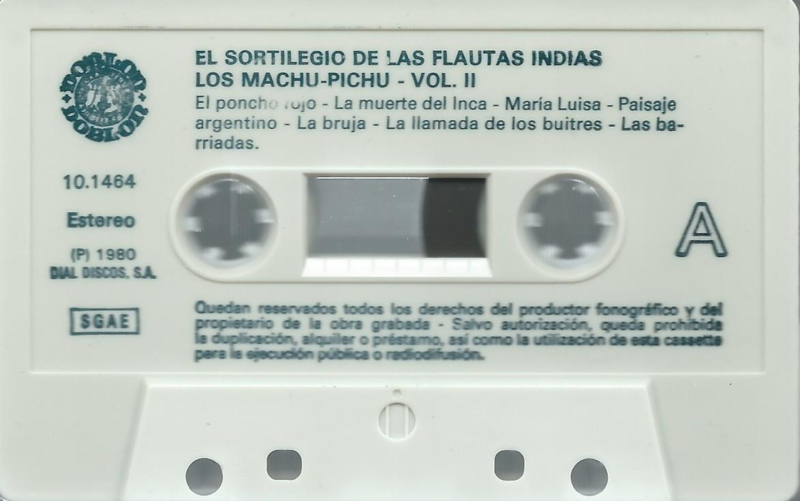 DOBLON
EL SORTILEGIO DE LAS FLAUTAS INDIAS
LOS MACHU-PICHU - VOL. II
El poncho rojo - La muerte del Inca - María Luisa - Paisaje
argentino - La bruja - La llamada de los buitres - Las ba-
rriadas.
DOBLON
10.1464
Estereo
A
(P) 1980
DIAL DISCOS, S.A.
SGAE
Quedan reservados todos los derechos del productor fonográfico y del
propietario de la obra grabada - Salvo autorización, queda prohibida
la duplicación, alquiler o préstamo, así como la utilización de esta cassette
para la ejecución pública o radiodifusión.